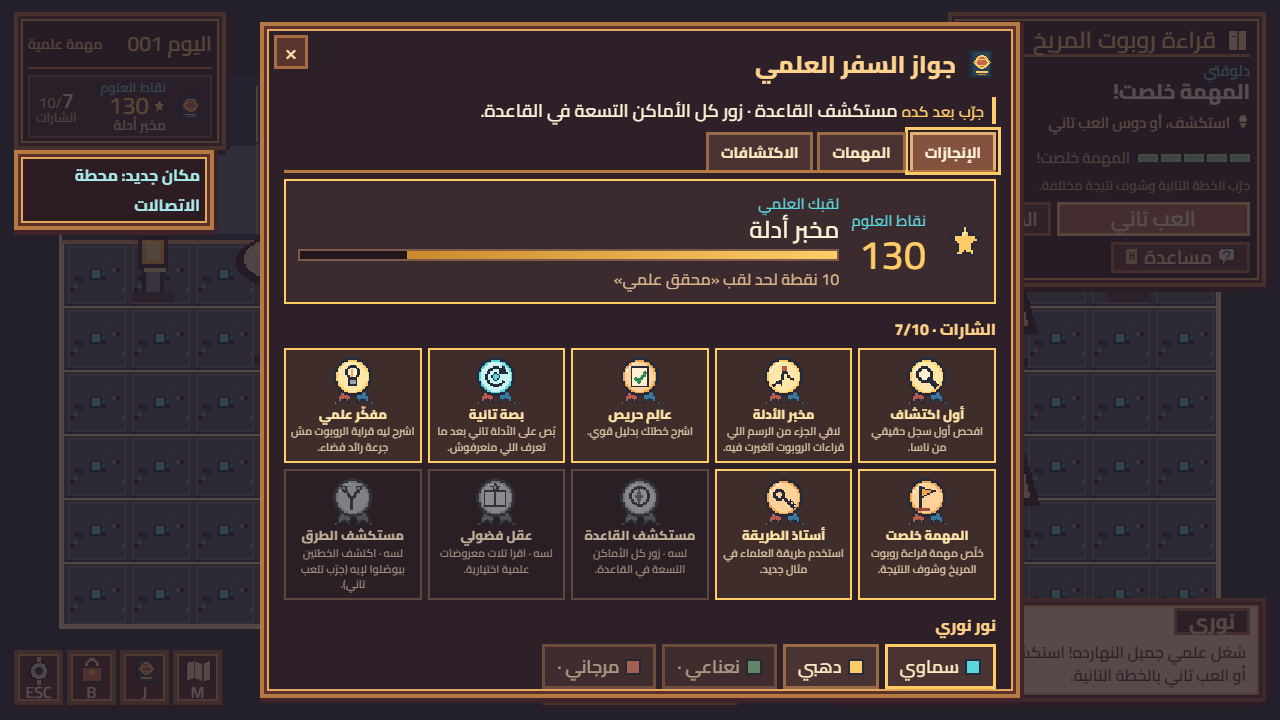 قراءة روبوت المريخ
دلوقتي
المهمة خلصت!
استكشف، أو دوس العب تاني
المهمة خلصت!
جرّب الخطة التانية وشوف نتيجة مختلفة.
العب تاني
مساعدة
H
جواز السفر العلمي
×
جرّب بعد كده مستكشف القاعدة · زور كل الأماكن التسعة في القاعدة.
الإنجازات
المهمات
الاكتشافات
نقاط العلوم
130
لقبك العلمي
مخبر أدلة
10 نقطة لحد لقب «محقق علمي»
الشارات · 7/10
أول اكتشاف
افحص أول سجل حقيقي
من ناسا.
مخبر الأدلة
لاقي الجزء من الرسم اللي
قراءات الروبوت اتغيرت فيه.
عالِم حريص
اشرح خطتك بدليل قوي.
بصة تانية
بُص على الأدلة تاني بعد ما
تعرف اللي منعرفوش.
مفكّر علمي
اشرح ليه قراية الروبوت مش
جرعة رائد فضاء.
المهمة خلصت
خلّص مهمة قراءة روبوت
المريخ وشوف النتيجة.
أستاذ الطريقة
استخدم طريقة العلماء في
مثال جديد.
مستكشف القاعدة
لسه · زور كل الأماكن
التسعة في القاعدة.
عقل فضولي
لسه · اقرا تلات معروضات
علمية اختيارية.
مستكشف الطرق
لسه · اكتشف الخطتين
بيوصّلوا لإيه (جرّب تلعب
تاني).
نور نوري
سماوي
دهبي
نعناعي ·
مرجاني ·
اليوم 001
مهمة علمية
نقاط العلوم
130
مخبر أدلة
7/10
الشارات
مكان جديد: محطة
الاتصالات
نوري
شغل علمي جميل النهارده!
أو العب تاني بالخطة التانية.
ESC
B
J
M